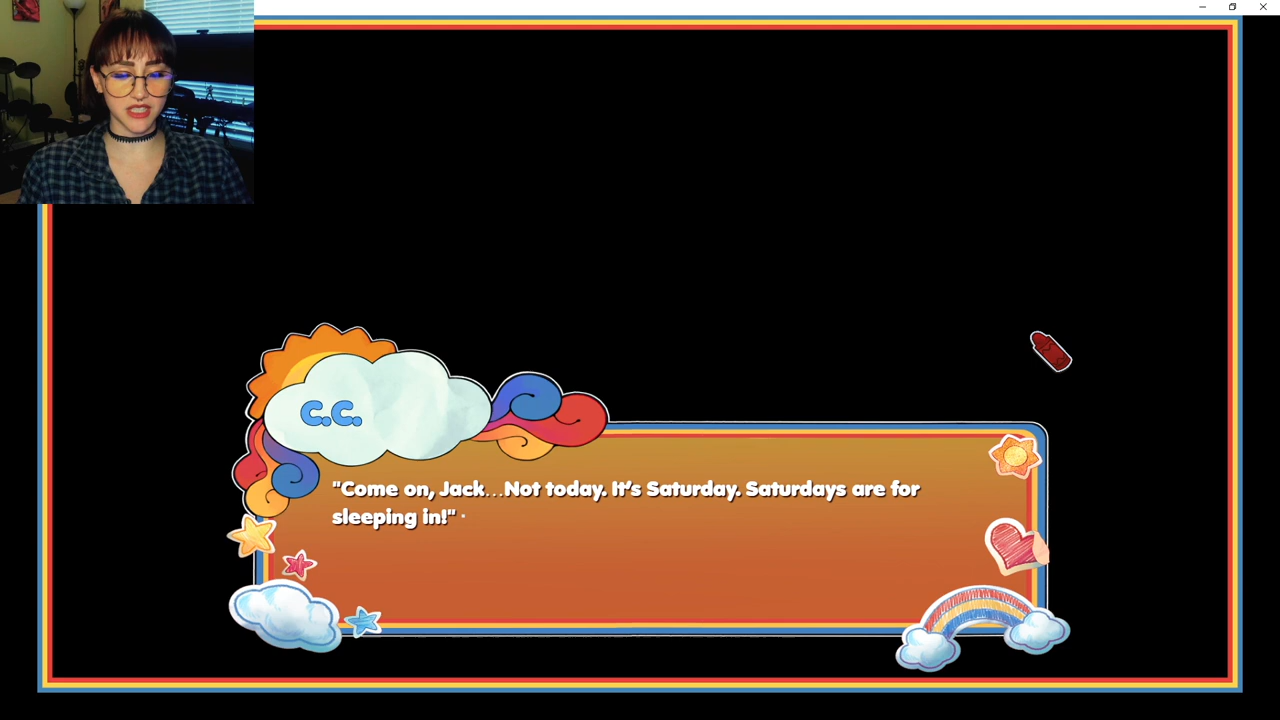 C.C.
"Come on, Jack...Not today. It's Saturday. Saturdays are for
sleeping in!"